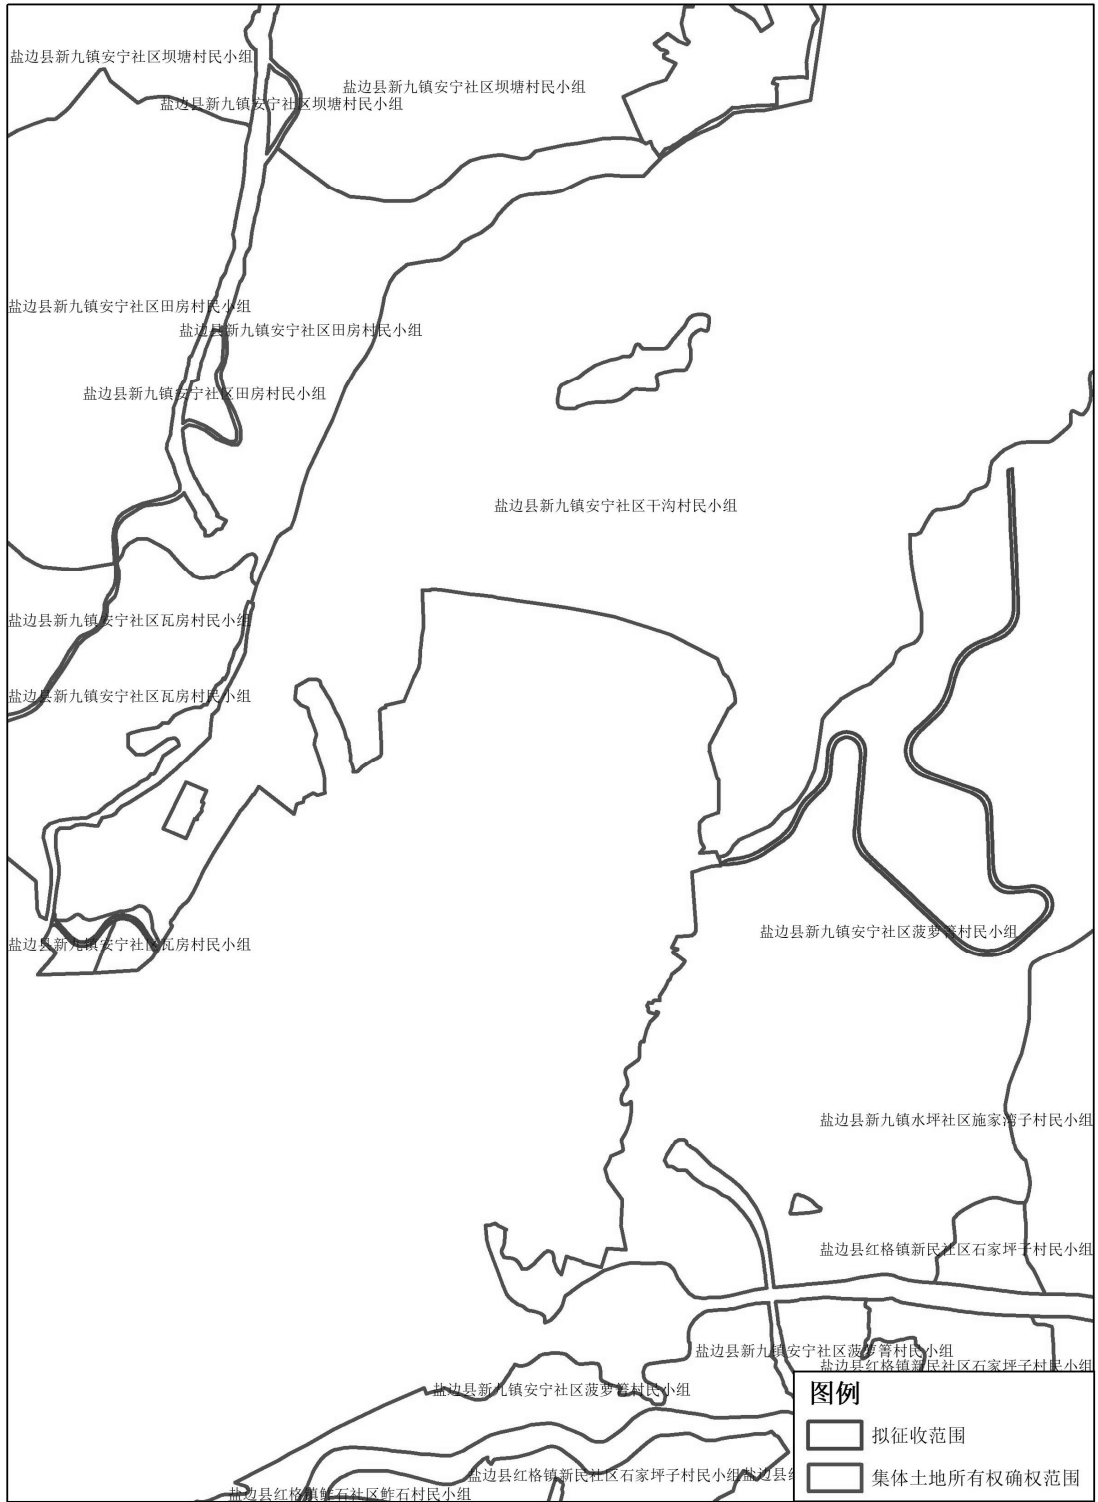 盐边县新九镇安宁社区坝塘村民小组
盐边县新九镇安宁社区坝塘村民小组
盐边县新九镇安宁社区坝塘村民小组
盐边县新九镇安宁社区田房村民小组
盐边县新九镇安宁社区田房村民小组
盐边县新九镇安宁社区田房村民小组
盐边县新九镇安宁社区干沟村民小组
盐边县新九镇安宁社区瓦房村民小组
盐边县新九镇安宁社区瓦房村民小组
盐边县新九镇安宁社区菠萝箐村民小组
盐边县新九镇安宁社区瓦房村民小组
盐边县新九镇水坪社区施家湾子村民小组
盐边县红格镇新民社区石家坪子村民小组
盐边县新九镇安宁社区菠萝箐村民小组
盐边县红格镇新民社区石家坪子村民小组
盐边县新九镇安宁社区菠萝箐村民小组
图例
拟征收范围
盐边县红格镇新民社区石家坪子村民小组
盐边县
集体土地所有权确权范围
盐边县红格镇鲊石社区鲊石村民小组